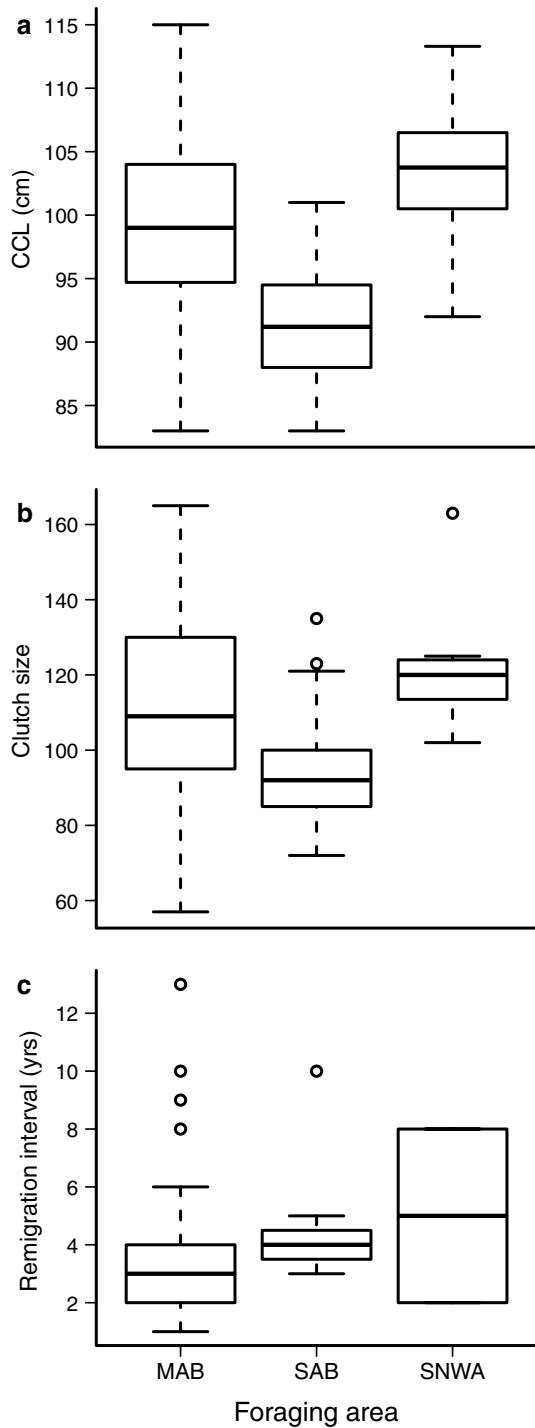 a
CCL (cm)
115
110
105
100
95
90
85
b
Clutch size
160
140
120
100
80
60
c
Remigration interval (yrs)
12
10
8
6
4
2
MAB SAB SNWA
Foraging area